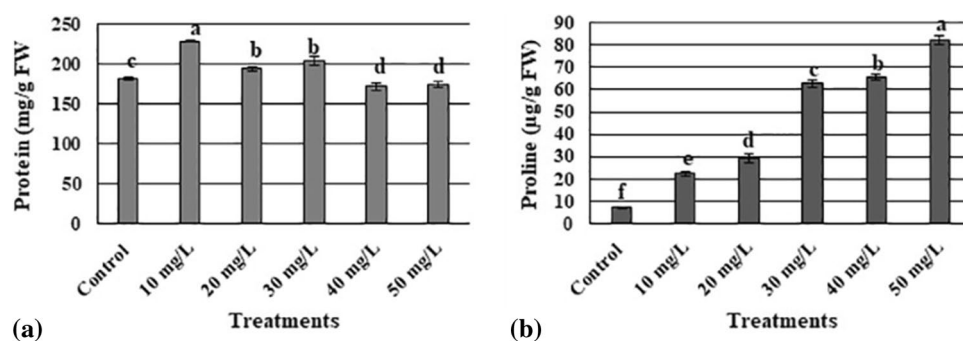 Protein (mg/g FW)
250
200
150
100
50
0
c
a
b
b
d
d
Control
10 mg/L
20 mg/L
30 mg/L
40 mg/L
50 mg/L
Treatments
(a)
Proline (µg/g FW)
90
80
70
60
50
40
30
20
10
0
f
e
d
c
b
a
Control
10 mg/L
20 mg/L
30 mg/L
40 mg/L
50 mg/L
Treatments
(b)